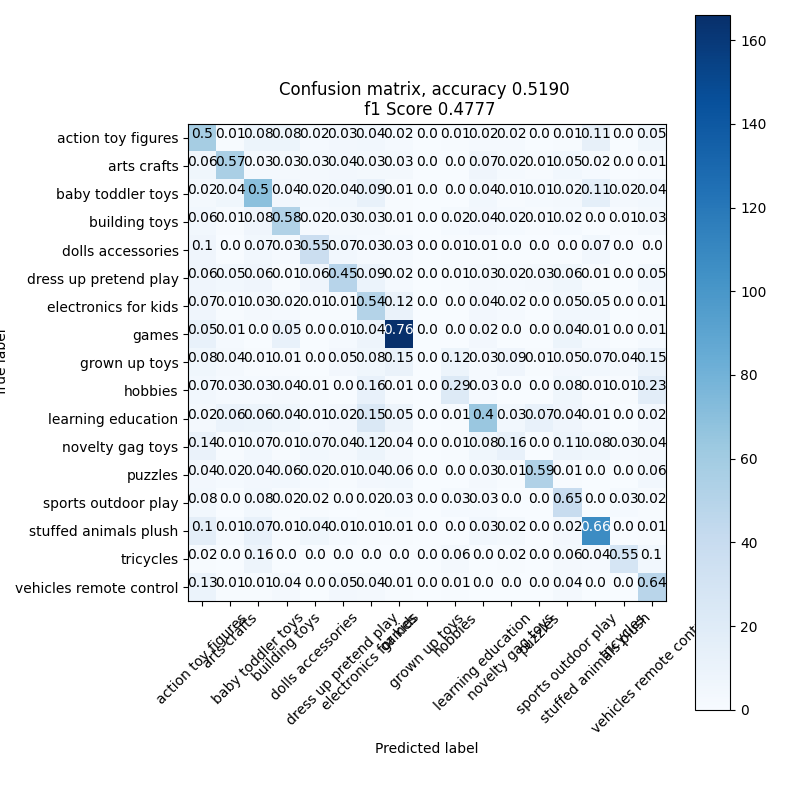 Confusion matrix, accuracy 0.5190
f1 Score 0.4777
action toy figures 0.5 0.01 0.08 0.08 0.02 0.03 0.04 0.02 0.0 0.01 0.02 0.02 0.0 0.01 0.11 0.0 0.05
arts crafts 0.06 0.57 0.03 0.03 0.03 0.04 0.03 0.03 0.0 0.0 0.07 0.02 0.01 0.05 0.02 0.0 0.01
baby toddler toys 0.02 0.04 0.5 0.04 0.02 0.04 0.09 0.01 0.0 0.0 0.04 0.01 0.01 0.02 0.11 0.02 0.04
building toys 0.06 0.01 0.08 0.58 0.02 0.03 0.03 0.01 0.0 0.02 0.04 0.02 0.01 0.02 0.0 0.01 0.03
dolls accessories 0.1 0.0 0.07 0.03 0.55 0.07 0.03 0.03 0.0 0.01 0.01 0.0 0.0 0.0 0.07 0.0 0.0
dress up pretend play 0.06 0.05 0.06 0.01 0.06 0.45 0.09 0.02 0.0 0.01 0.03 0.02 0.03 0.06 0.01 0.0 0.05
electronics for kids 0.07 0.01 0.03 0.02 0.01 0.01 0.54 0.12 0.0 0.0 0.04 0.02 0.0 0.05 0.05 0.0 0.01
games 0.05 0.01 0.0 0.05 0.0 0.01 0.04 0.76 0.0 0.0 0.02 0.0 0.0 0.04 0.01 0.0 0.01
grown up toys 0.08 0.04 0.01 0.01 0.0 0.05 0.08 0.15 0.0 0.12 0.03 0.09 0.01 0.05 0.07 0.04 0.15
hobbies 0.07 0.03 0.03 0.04 0.01 0.0 0.16 0.01 0.0 0.29 0.03 0.0 0.0 0.08 0.01 0.01 0.23
learning education 0.02 0.06 0.06 0.04 0.01 0.02 0.15 0.05 0.0 0.01 0.4 0.03 0.07 0.04 0.01 0.0 0.02
novelty gag toys 0.14 0.01 0.07 0.01 0.07 0.04 0.12 0.04 0.0 0.01 0.08 0.16 0.0 0.11 0.08 0.03 0.04
puzzles 0.04 0.02 0.04 0.06 0.02 0.01 0.04 0.06 0.0 0.0 0.03 0.01 0.59 0.01 0.0 0.0 0.06
sports outdoor play 0.08 0.0 0.08 0.02 0.02 0.0 0.02 0.03 0.0 0.03 0.03 0.0 0.0 0.65 0.0 0.03 0.02
stuffed animals plush 0.1 0.01 0.07 0.01 0.04 0.01 0.01 0.01 0.0 0.0 0.03 0.02 0.0 0.02 0.66 0.0 0.01
tricycles 0.02 0.0 0.16 0.0 0.0 0.0 0.0 0.0 0.0 0.06 0.0 0.02 0.0 0.06 0.04 0.55 0.1
vehicles remote control 0.13 0.01 0.01 0.04 0.0 0.05 0.04 0.01 0.0 0.01 0.0 0.0 0.0 0.04 0.0 0.0 0.64
action toy figures
arts crafts
baby toddler toys
building toys
dolls accessories
dress up pretend play
electronics for kids
games
grown up toys
hobbies
learning education
novelty gag toys
puzzles
sports outdoor play
stuffed animals plush
tricycles
vehicles remote
Predicted label
160
140
120
100
80
60
40
20
0